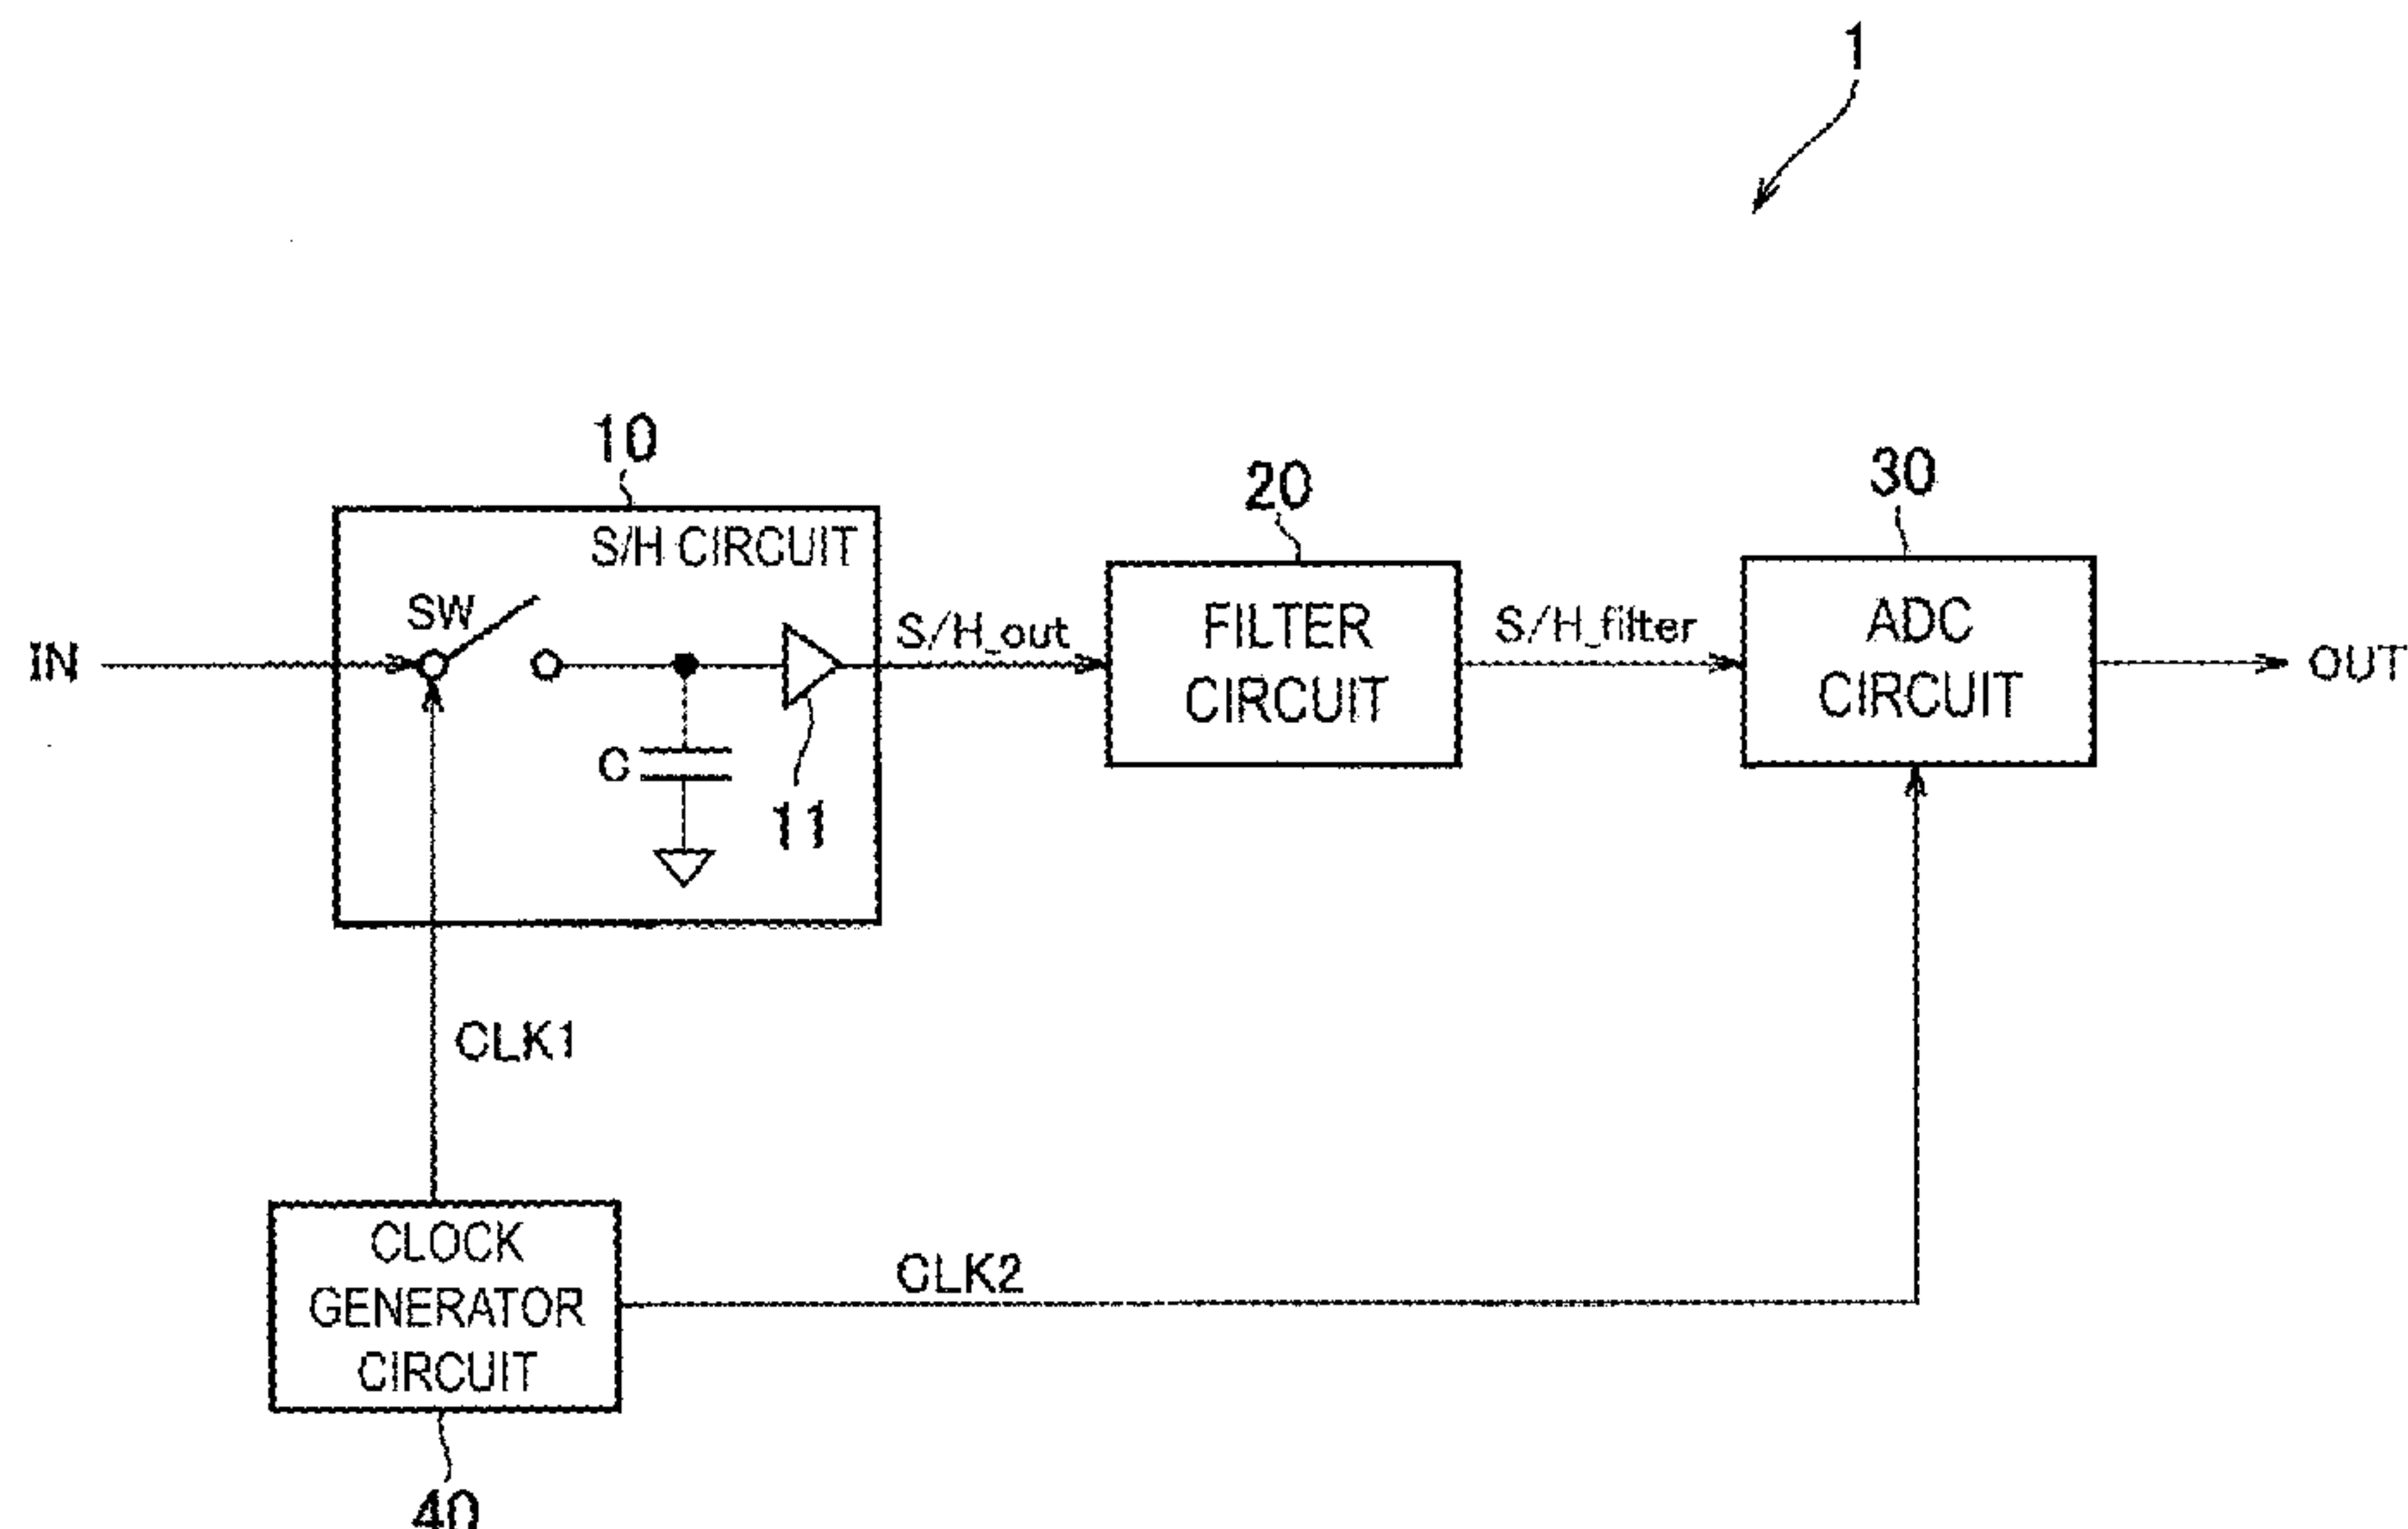 1
10
20
30
S/H CIRCUIT
SW
IN
S/H_out
FILTER
CIRCUIT
S/H_filter
ADC
CIRCUIT
OUT
C
11
CLK1
CLOCK
GENERATOR
CIRCUIT
CLK2
40